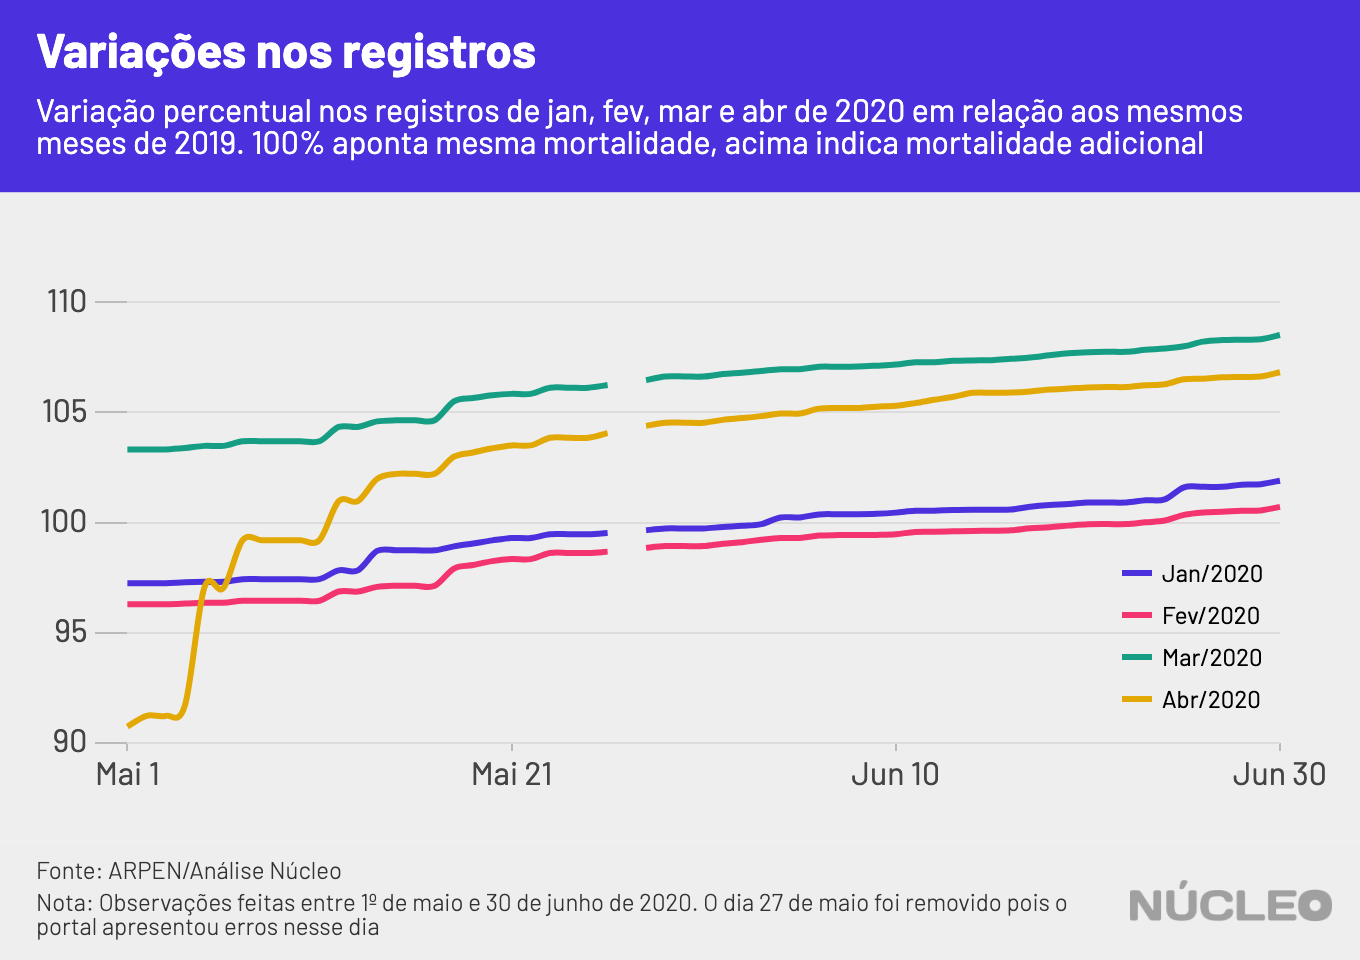 Variações nos registros
Variação percentual nos registros de jan, fev, mar e abr de 2020 em relação aos mesmos
meses de 2019. 100% aponta mesma mortalidade, acima indica mortalidade adicional
110
105
100
95
90
Mai 1
Mai 21
Jun 10
Jun 30
Jan/2020
Fev/2020
Mar/2020
Abr/2020
Fonte: ARPEN/Análise Núcleo
Nota: Observações feitas entre 1º de maio e 30 de junho de 2020. O dia 27 de maio foi removido pois o
portal apresentou erros nesse dia
NÚCLEO